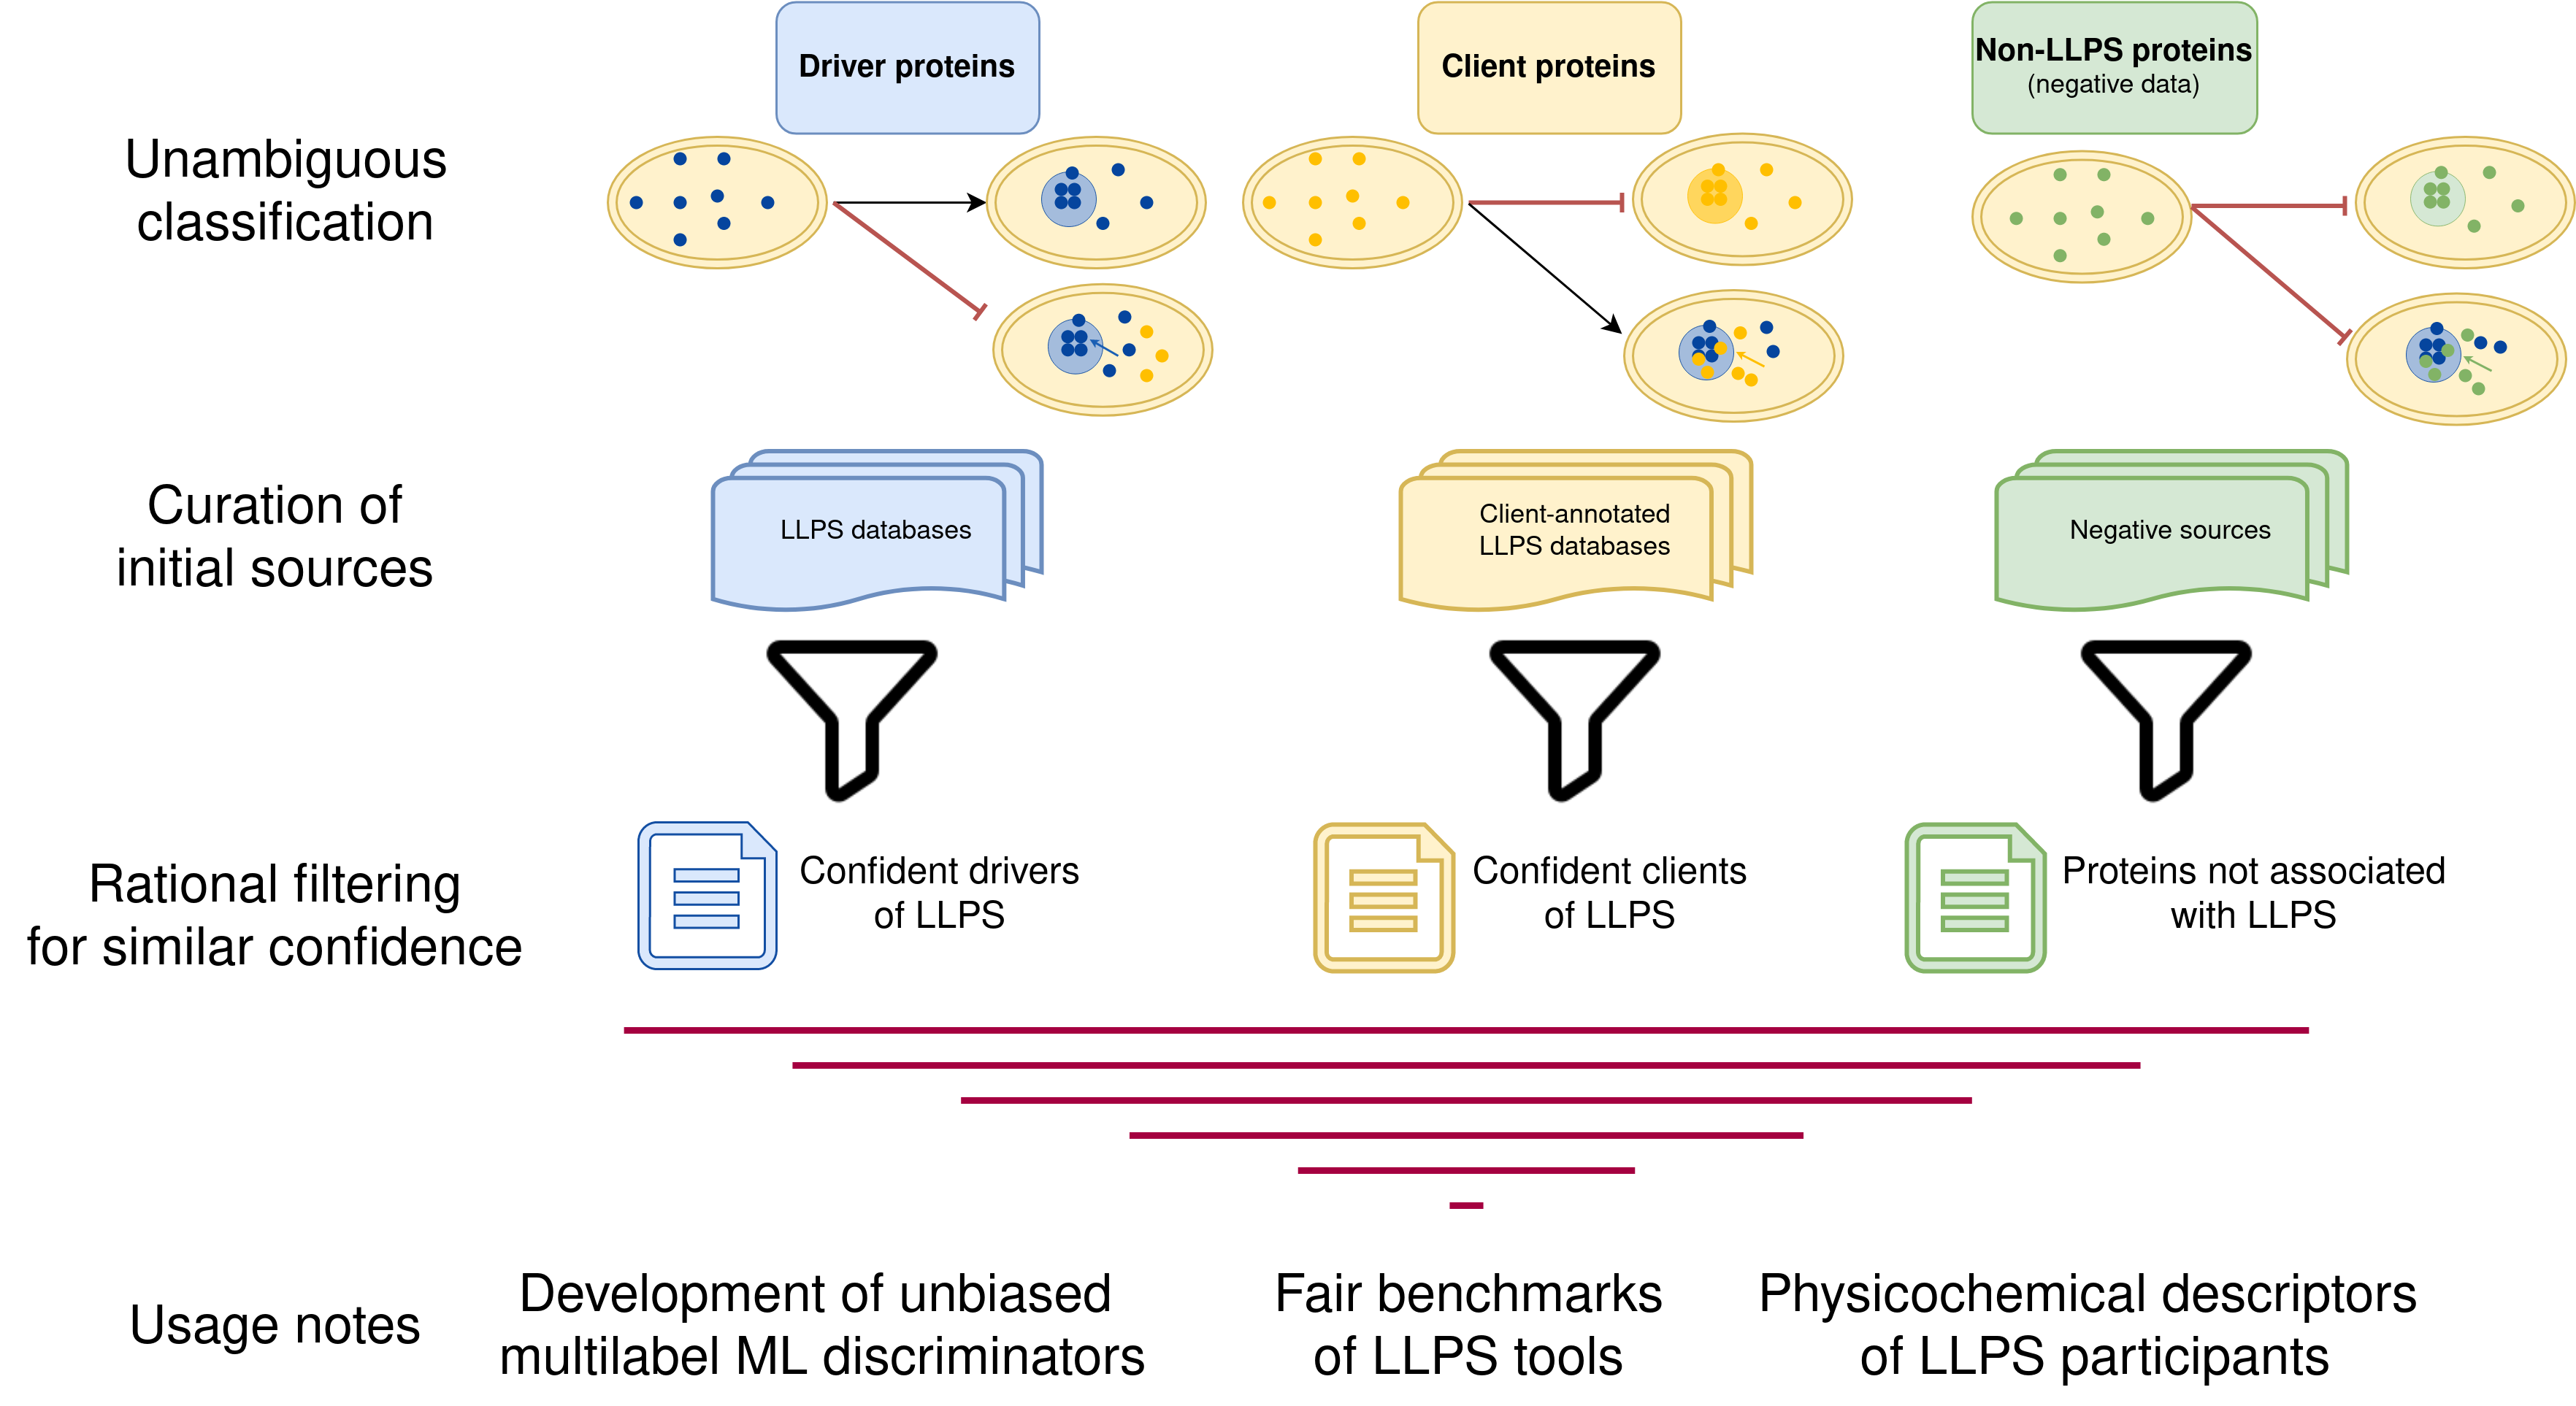 Driver proteins
Client proteins
Non-LLPS proteins
(negative data)
Unambiguous
classification
Curation of
initial sources
LLPS databases
Client-annotated
LLPS databases
Negative sources
Rational filtering
for similar confidence
Confident drivers
of LLPS
Confident clients
of LLPS
Proteins not associated
with LLPS
Usage notes
Development of unbiased
multilabel ML discriminators
Fair benchmarks
of LLPS tools
Physicochemical descriptors
of LLPS participants